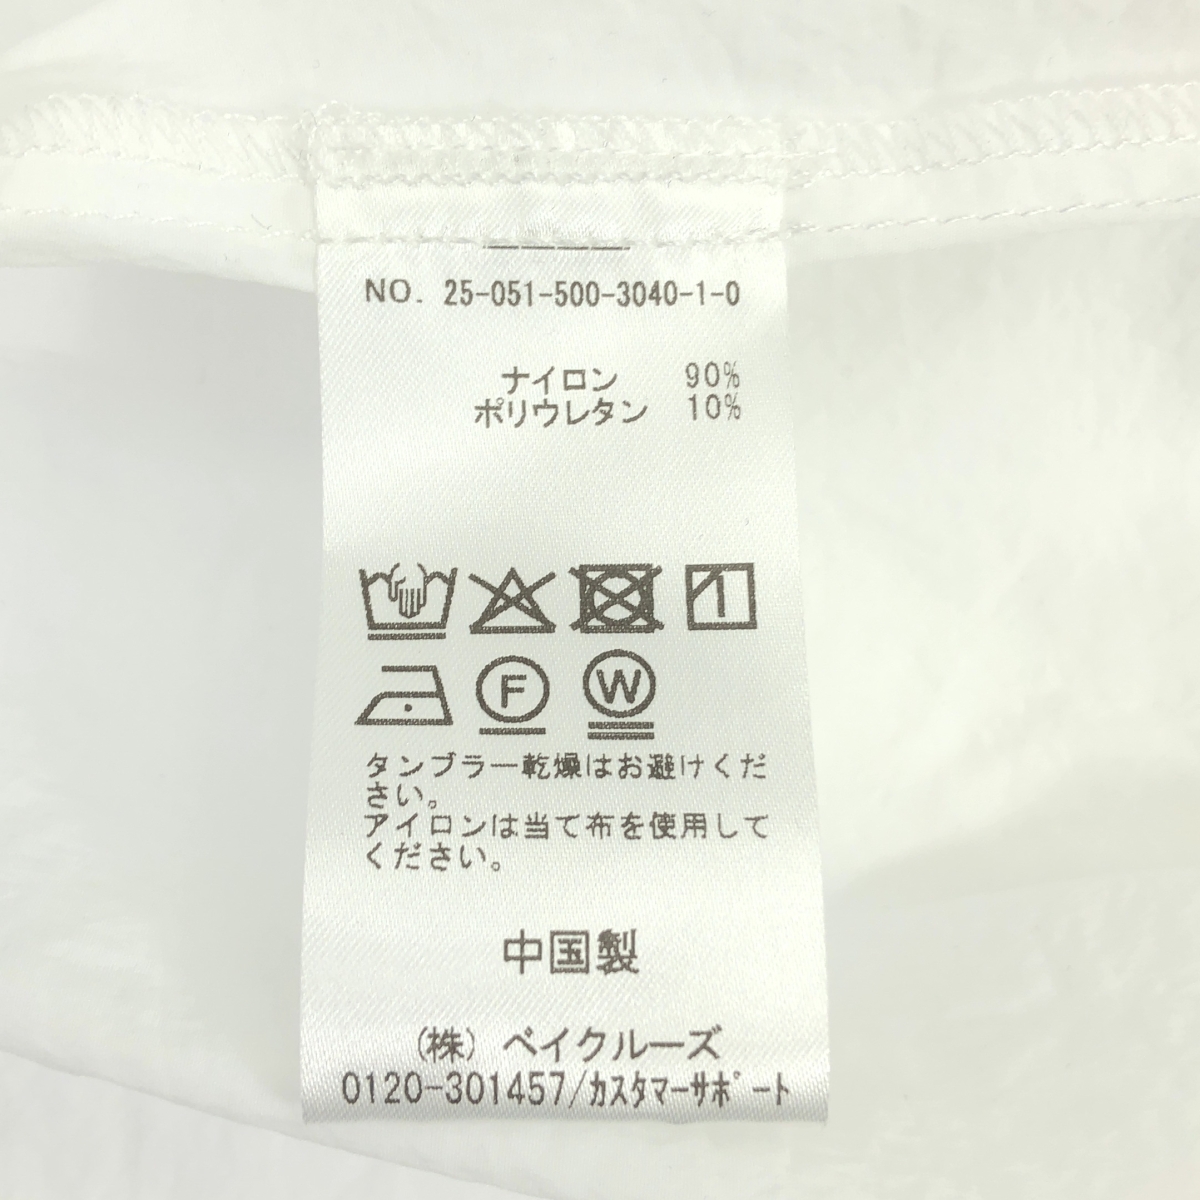 NO. 25-051-500-3040-1-0
ナイロン 90%
ポリウレタン 10%
F W
タンブラー乾燥はお避けくだ
さい。
アイロンは当て布を使用して
ください。
中国製
(株) ベイクルーズ
0120-301457/ｶｽﾀﾏｰｻﾎﾟｰﾄ